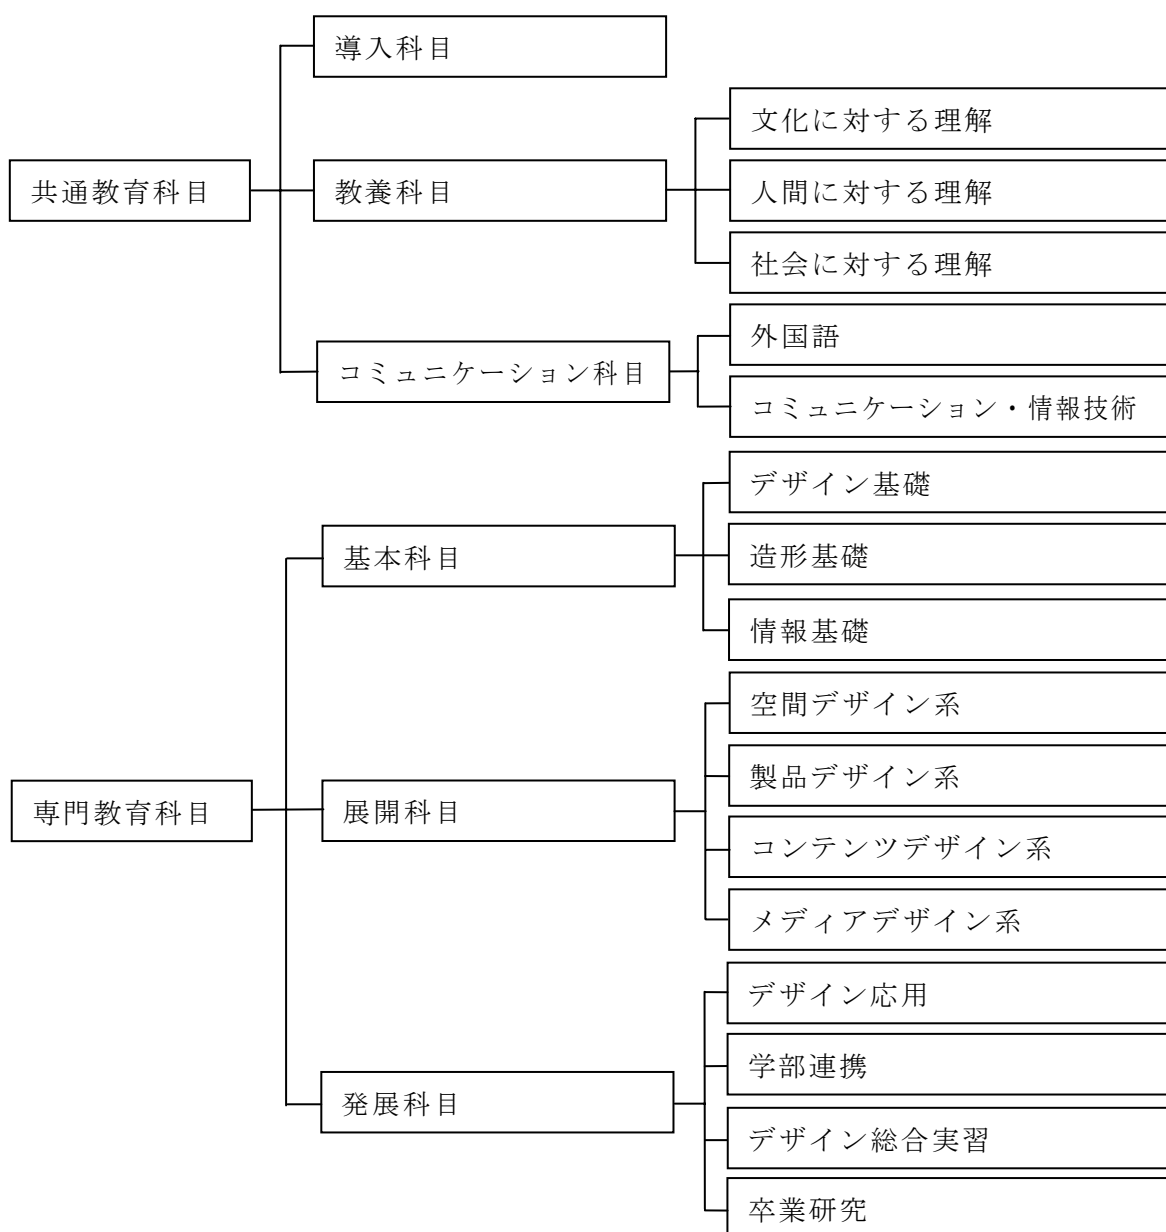 導入科目
文化に対する理解
共通教育科目
教養科目
人間に対する理解
社会に対する理解
外国語
コミュニケーション科目
コミュニケーション・情報技術
デザイン基礎
基本科目
造形基礎
情報基礎
空間デザイン系
製品デザイン系
専門教育科目
展開科目
コンテンツデザイン系
メディアデザイン系
デザイン応用
学部連携
発展科目
デザイン総合実習
卒業研究